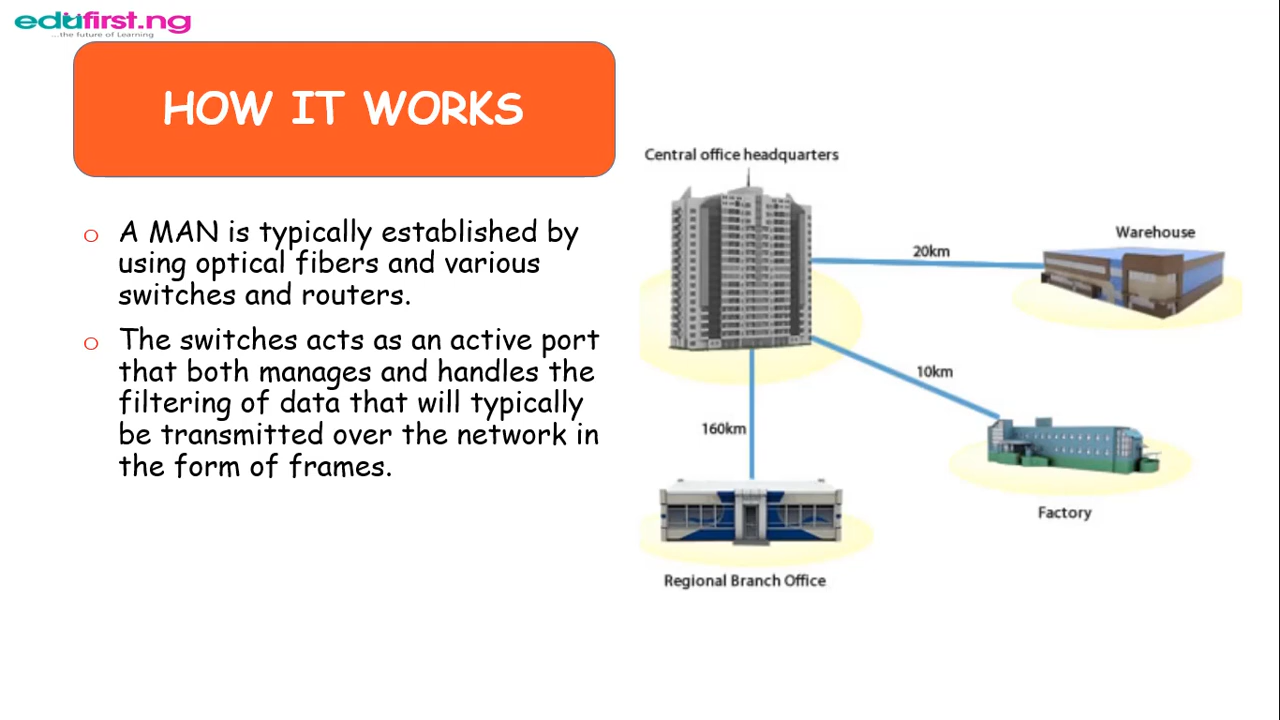 edufirst.ng
...the future of Learning
HOW IT WORKS
o A MAN is typically established by
using optical fibers and various
switches and routers.
o The switches acts as an active port
that both manages and handles the
filtering of data that will typically
be transmitted over the network in
the form of frames.
Central office headquarters
Warehouse
20km
10km
160km
Factory
Regional Branch Office